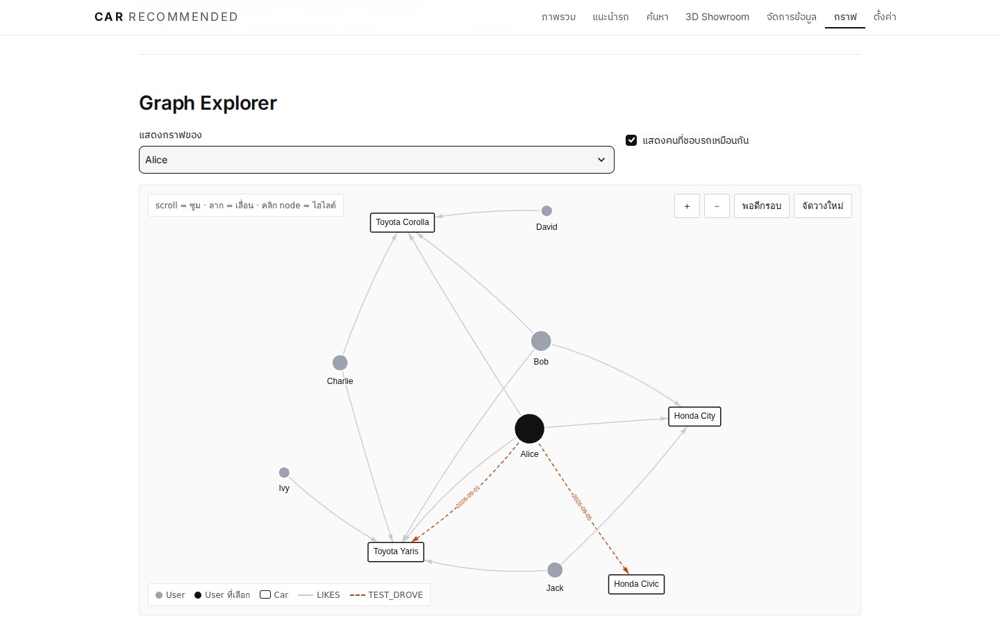 CAR RECOMMENDED
ภาพรวม แนะนำรถ ค้นหา 3D Showroom จัดการข้อมูล กราฟ ตั้งค่า
Graph Explorer
แสดงกราฟของ
แสดงคนที่ชอบรถเหมือนกัน
Alice
scroll = ซูม · ลาก = เลื่อน · คลิก node = ไฮไลต์
+ − พอดีกรอบ จัดวางใหม่
Toyota Corolla
David
Bob
Charlie
Honda City
Alice
Ivy
2026-09-01
2026-09-05
Toyota Yaris
Honda Civic
Jack
User User ที่เลือก Car LIKES TEST_DROVE